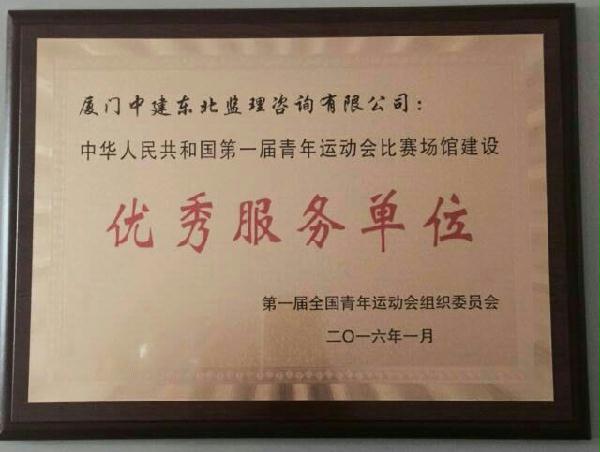 厦门中建东北监理咨询有限公司：
中华人民共和国第一届青年运动会比赛场馆建设
优秀服务单位
第一届全国青年运动会组织委员会
二〇一六年一月